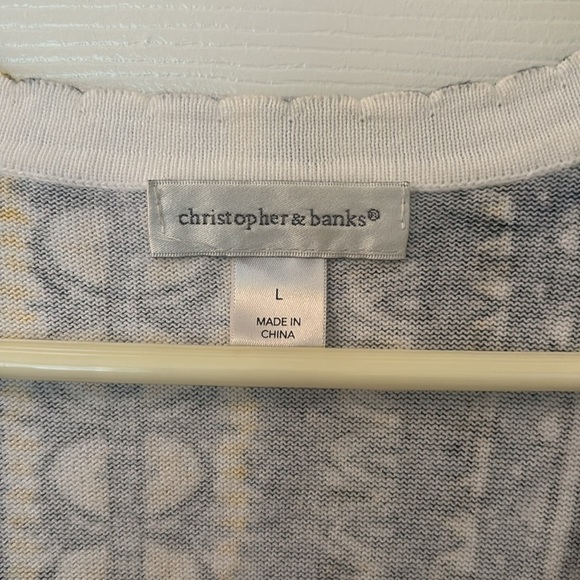 christopher & banks®
L
MADE IN
CHINA